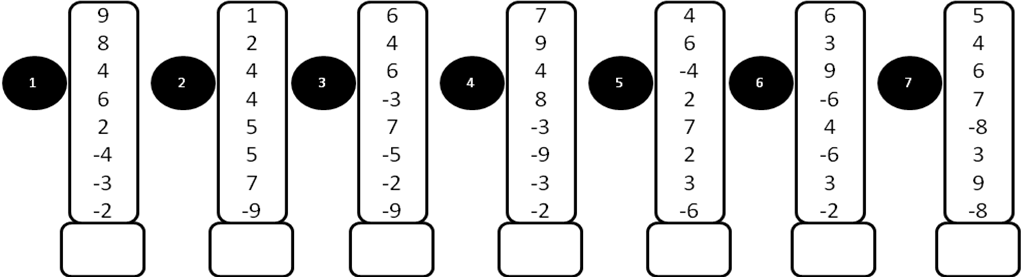 9 1 6 7 4 6 5
8 2 4 9 6 3 4
1 4 2 4 3 6 4 4 5 -4 6 9 7 6
6 4 -3 8 2 -6 7
2 5 7 -3 7 4 -8
-4 5 -5 -9 2 -6 3
-3 7 -2 -3 3 3 9
-2 -9 -9 -2 -6 -2 -8